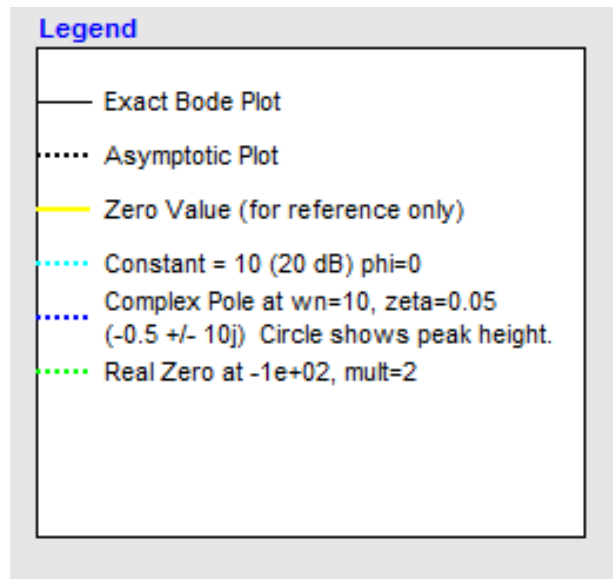 Legend
Exact Bode Plot
Asymptotic Plot
Zero Value (for reference only)
Constant = 10 (20 dB) phi=0
Complex Pole at wn=10, zeta=0.05
(-0.5 +/- 10j)  Circle shows peak height.
Real Zero at -1e+02, mult=2